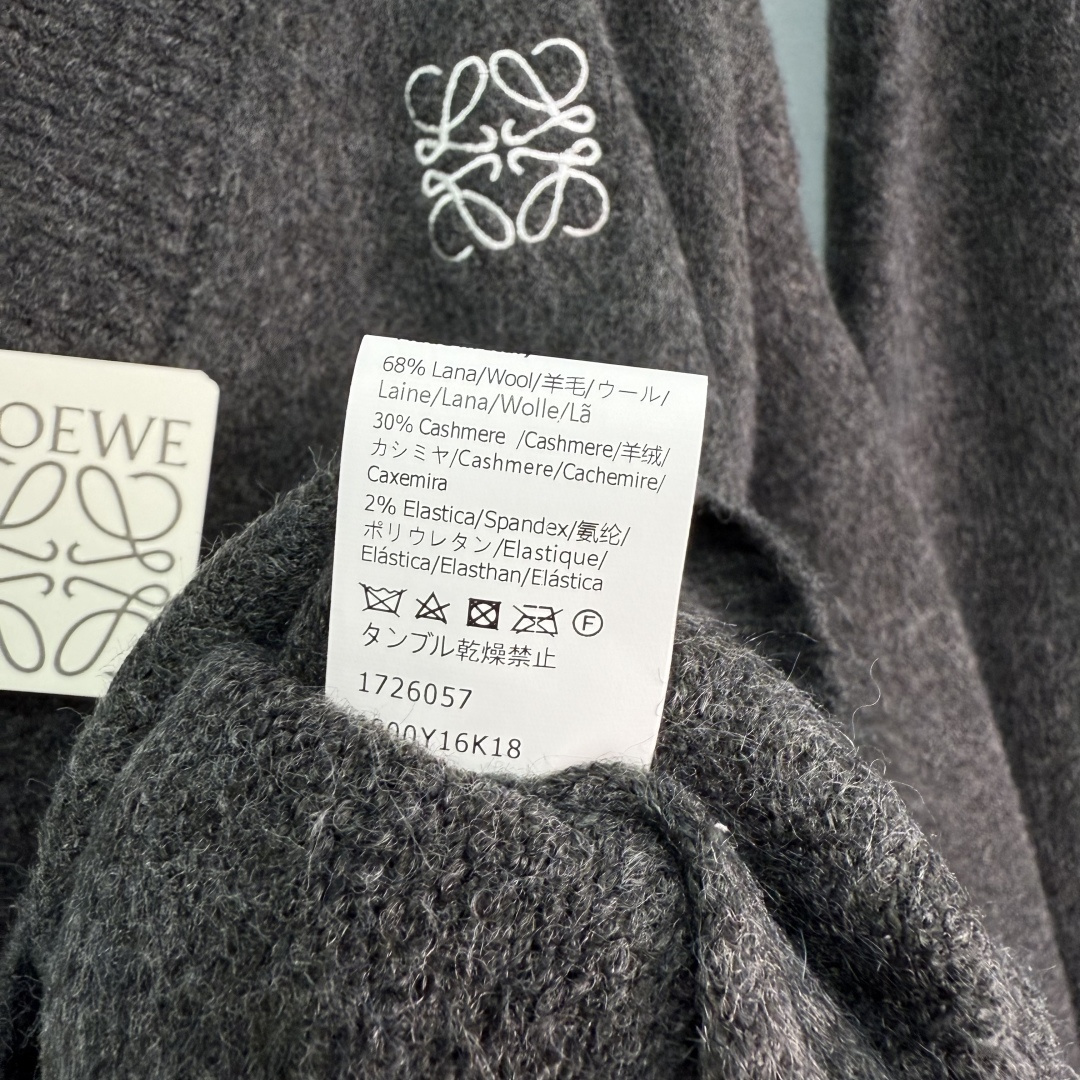 OEWE
68% Lana/Wool/羊毛/ウール/
Laine/Lana/Wolle/Lã
30% Cashmere /Cashmere/羊绒/
カシミヤ/Cashmere/Cachemire/
Caxemira
2% Elastica/Spandex/氨纶/
ポリウレタン/Elastique/
Elástica/Elasthan/Elástica
F
タンブル乾燥禁止
1726057
00Y16K18